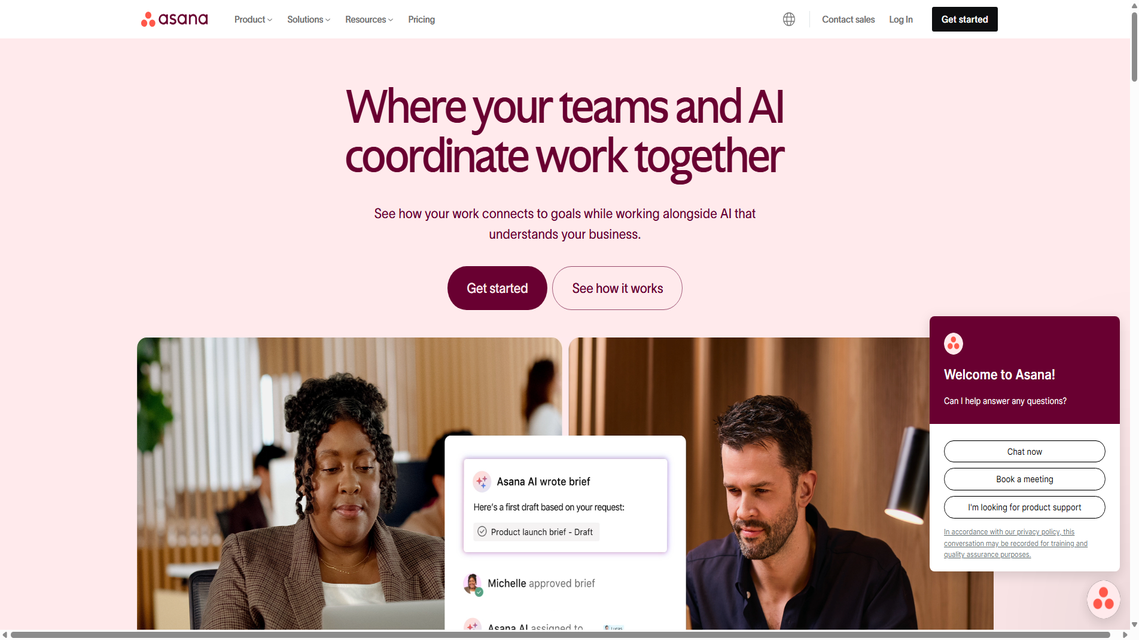 asana Product Solutions Resources Pricing Contact sales Log In Get started
Where your teams and AI
coordinate work together
See how your work connects to goals while working alongside AI that
understands your business.
Get started See how it works
Asana AI wrote brief
Here's a first draft based on your request:
Product launch brief - Draft
Michelle approved brief
Asana AI assigned to
Welcome to Asana!
Can I help answer any questions?
Chat now
Book a meeting
I'm looking for product support
In accordance with our privacy policy, this
conversation may be recorded for training and
quality assurance purposes.